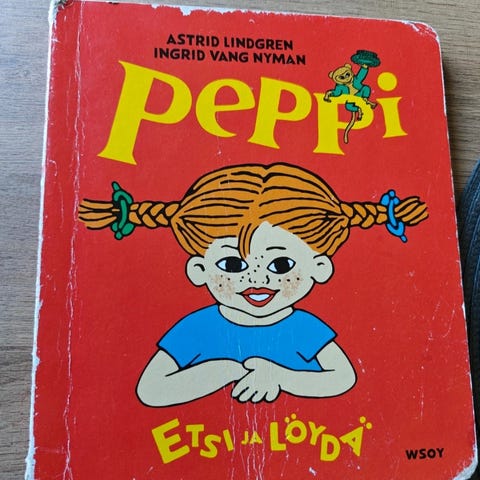 ASTRID LINDGREN
INGRID VANG NYMAN
PePPi
ETSI JA LÖYDÄ
WSOY